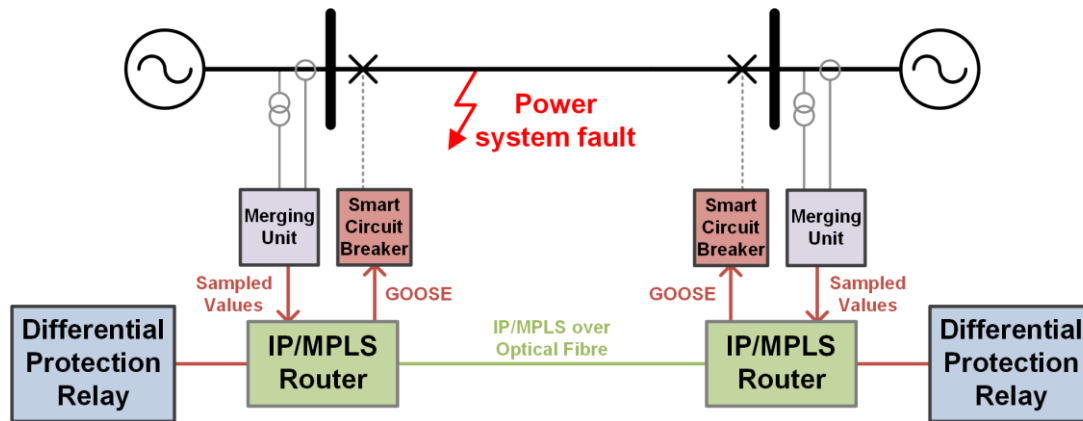 Power
system fault
Merging
Unit
Smart
Circuit
Breaker
Smart
Circuit
Breaker
Merging
Unit
Sampled
Values
GOOSE
GOOSE
Sampled
Values
Differential
Protection
Relay
IP/MPLS
Router
IP/MPLS over
Optical Fibre
IP/MPLS
Router
Differential
Protection
Relay